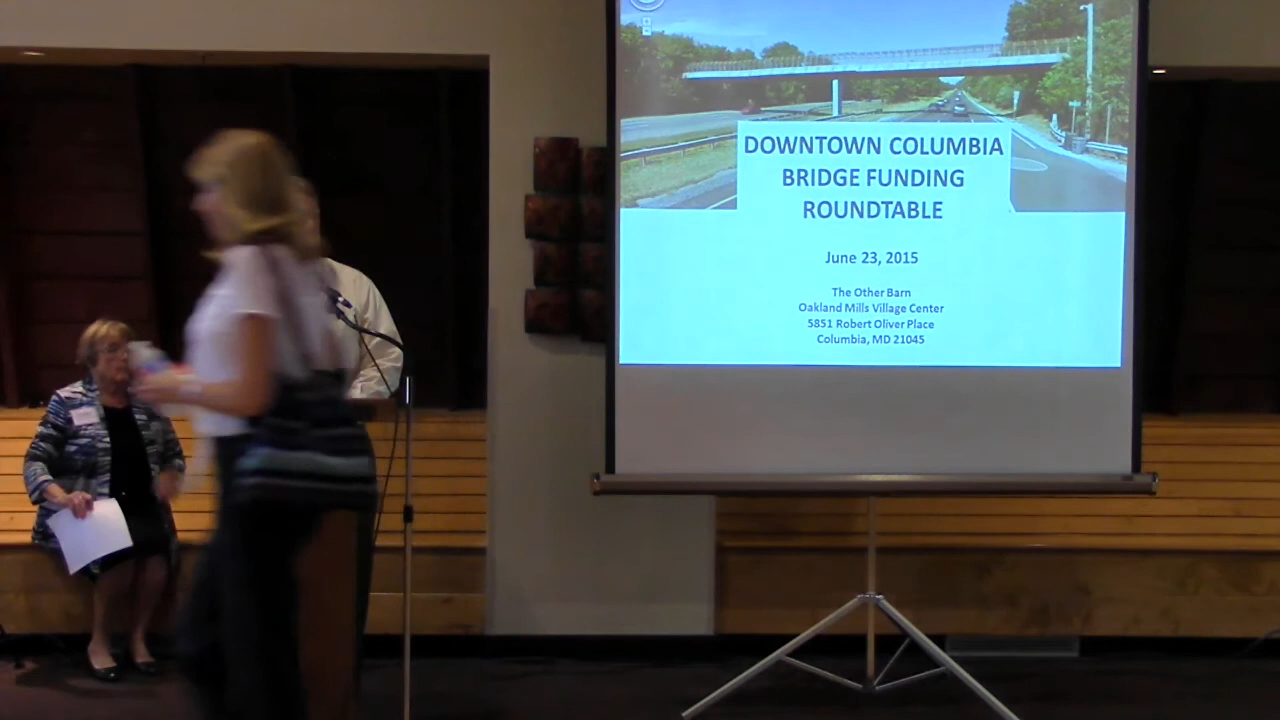 DOWNTOWN COLUMBIA
BRIDGE FUNDING
ROUNDTABLE
June 23, 2015
The Other Barn
Oakland Mills Village Center
5851 Robert Oliver Place
Columbia, MD 21045